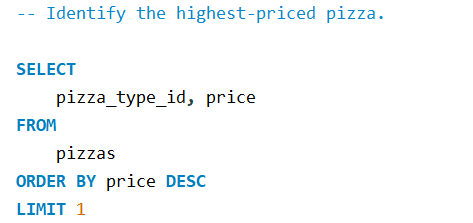 -- Identify the highest-priced pizza.
SELECT
pizza_type_id, price
FROM
pizzas
ORDER BY price DESC
LIMIT 1